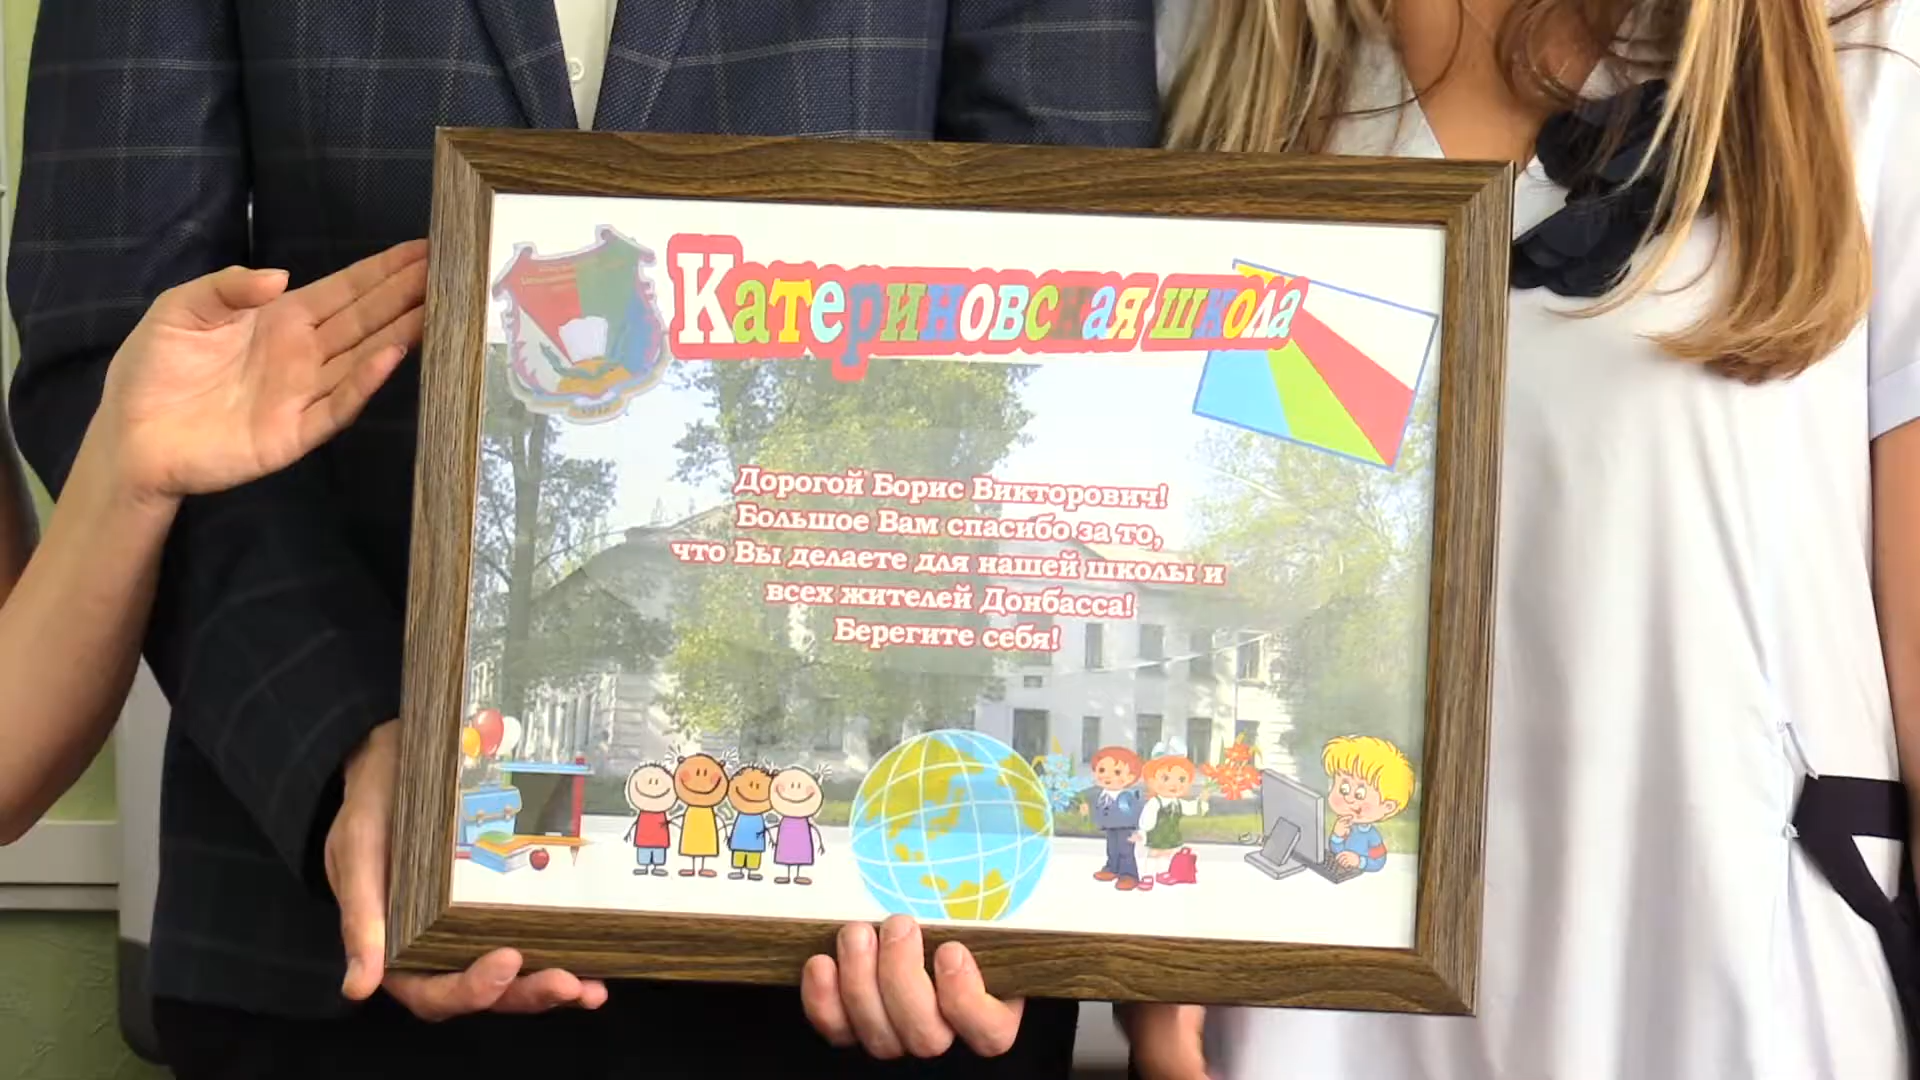 Катериновская школа
Дорогой Борис Викторович!
Большое Вам спасибо за то,
что Вы делаете для нашей школы и
всех жителей Донбасса!
Берегите себя!